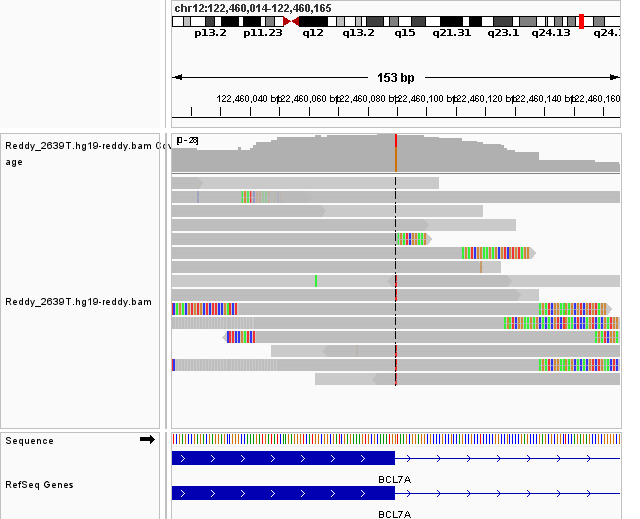 chr12:122,460,014-122,460,165
p13.2 p11.23 q12 q13.2 q15 q21.31 q23.1 q24.13 q24.
153 bp
122,460,040 bp 122,460,060 bp 122,460,080 bp 122,460,100 bp 122,460,120 bp 122,460,140 bp 122,460,160
Reddy_2639T.hg19-reddy.bam Cov
age
[0-28]
Reddy_2639T.hg19-reddy.bam
Sequence
RefSeq Genes
BCL7A
BCL7A